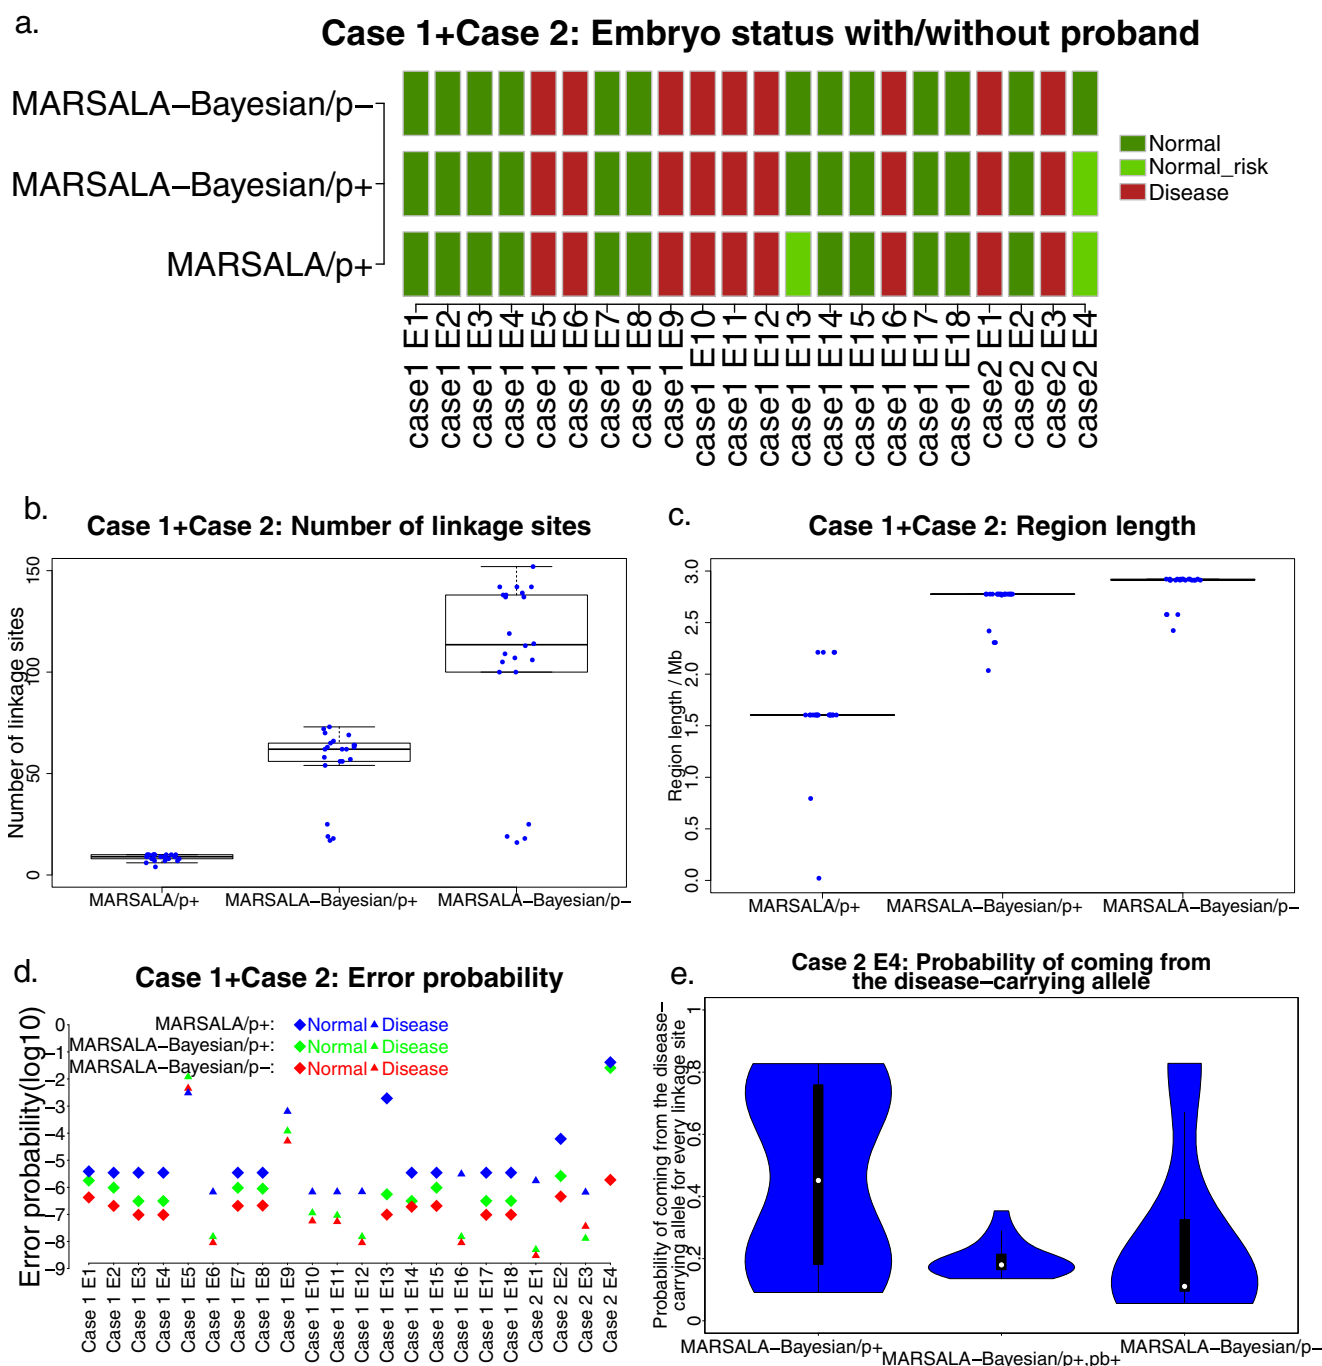 a.
Case 1+Case 2: Embryo status with/without proband
MARSALA−Bayesian/p−
MARSALA−Bayesian/p+
MARSALA/p+
Normal
Normal_risk
Disease
case1 E1
case1 E2
case1 E3
case1 E4
case1 E5
case1 E6
case1 E7
case1 E8
case1 E9
case1 E10
case1 E11
case1 E12
case1 E13
case1 E14
case1 E15
case1 E16
case1 E17
case1 E18
case2 E1
case2 E2
case2 E3
case2 E4
b.
Case 1+Case 2: Number of linkage sites
Number of linkage sites
150
100
50
0
MARSALA/p+
MARSALA−Bayesian/p+
MARSALA−Bayesian/p−
c.
Case 1+Case 2: Region length
Region length / Mb
3.0
2.5
2.0
1.5
1.0
0.5
0.0
MARSALA/p+
MARSALA−Bayesian/p+
MARSALA−Bayesian/p−
d.
Case 1+Case 2: Error probability
Error probability(log10)
0
−1
−2
−3
−4
−5
−6
−7
−8
−9
MARSALA/p+: Normal Disease
MARSALA−Bayesian/p+: Normal Disease
MARSALA−Bayesian/p−: Normal Disease
Case 1 E1
Case 1 E2
Case 1 E3
Case 1 E4
Case 1 E5
Case 1 E6
Case 1 E7
Case 1 E8
Case 1 E9
Case 1 E10
Case 1 E11
Case 1 E12
Case 1 E13
Case 1 E14
Case 1 E15
Case 1 E16
Case 1 E17
Case 1 E18
Case 2 E1
Case 2 E2
Case 2 E3
Case 2 E4
e.
Case 2 E4: Probability of coming from
the disease−carrying allele
Probability of coming from the disease−
carrying allele for every linkage site
1
0.8
0.6
0.4
0.2
0
MARSALA−Bayesian/p+
MARSALA−Bayesian/p+,pb+
MARSALA−Bayesian/p−